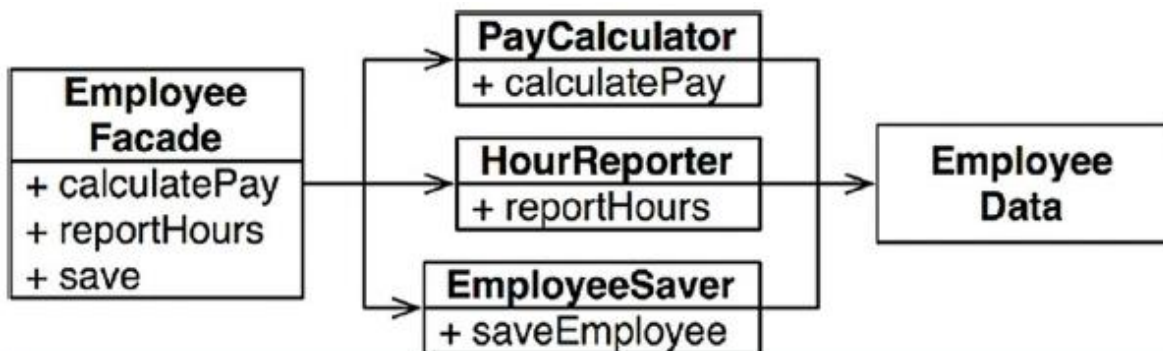 Employee
Facade
+ calculatePay
+ reportHours
+ save
PayCalculator
+ calculatePay
HourReporter
+ reportHours
EmployeeSaver
+ saveEmployee
Employee
Data